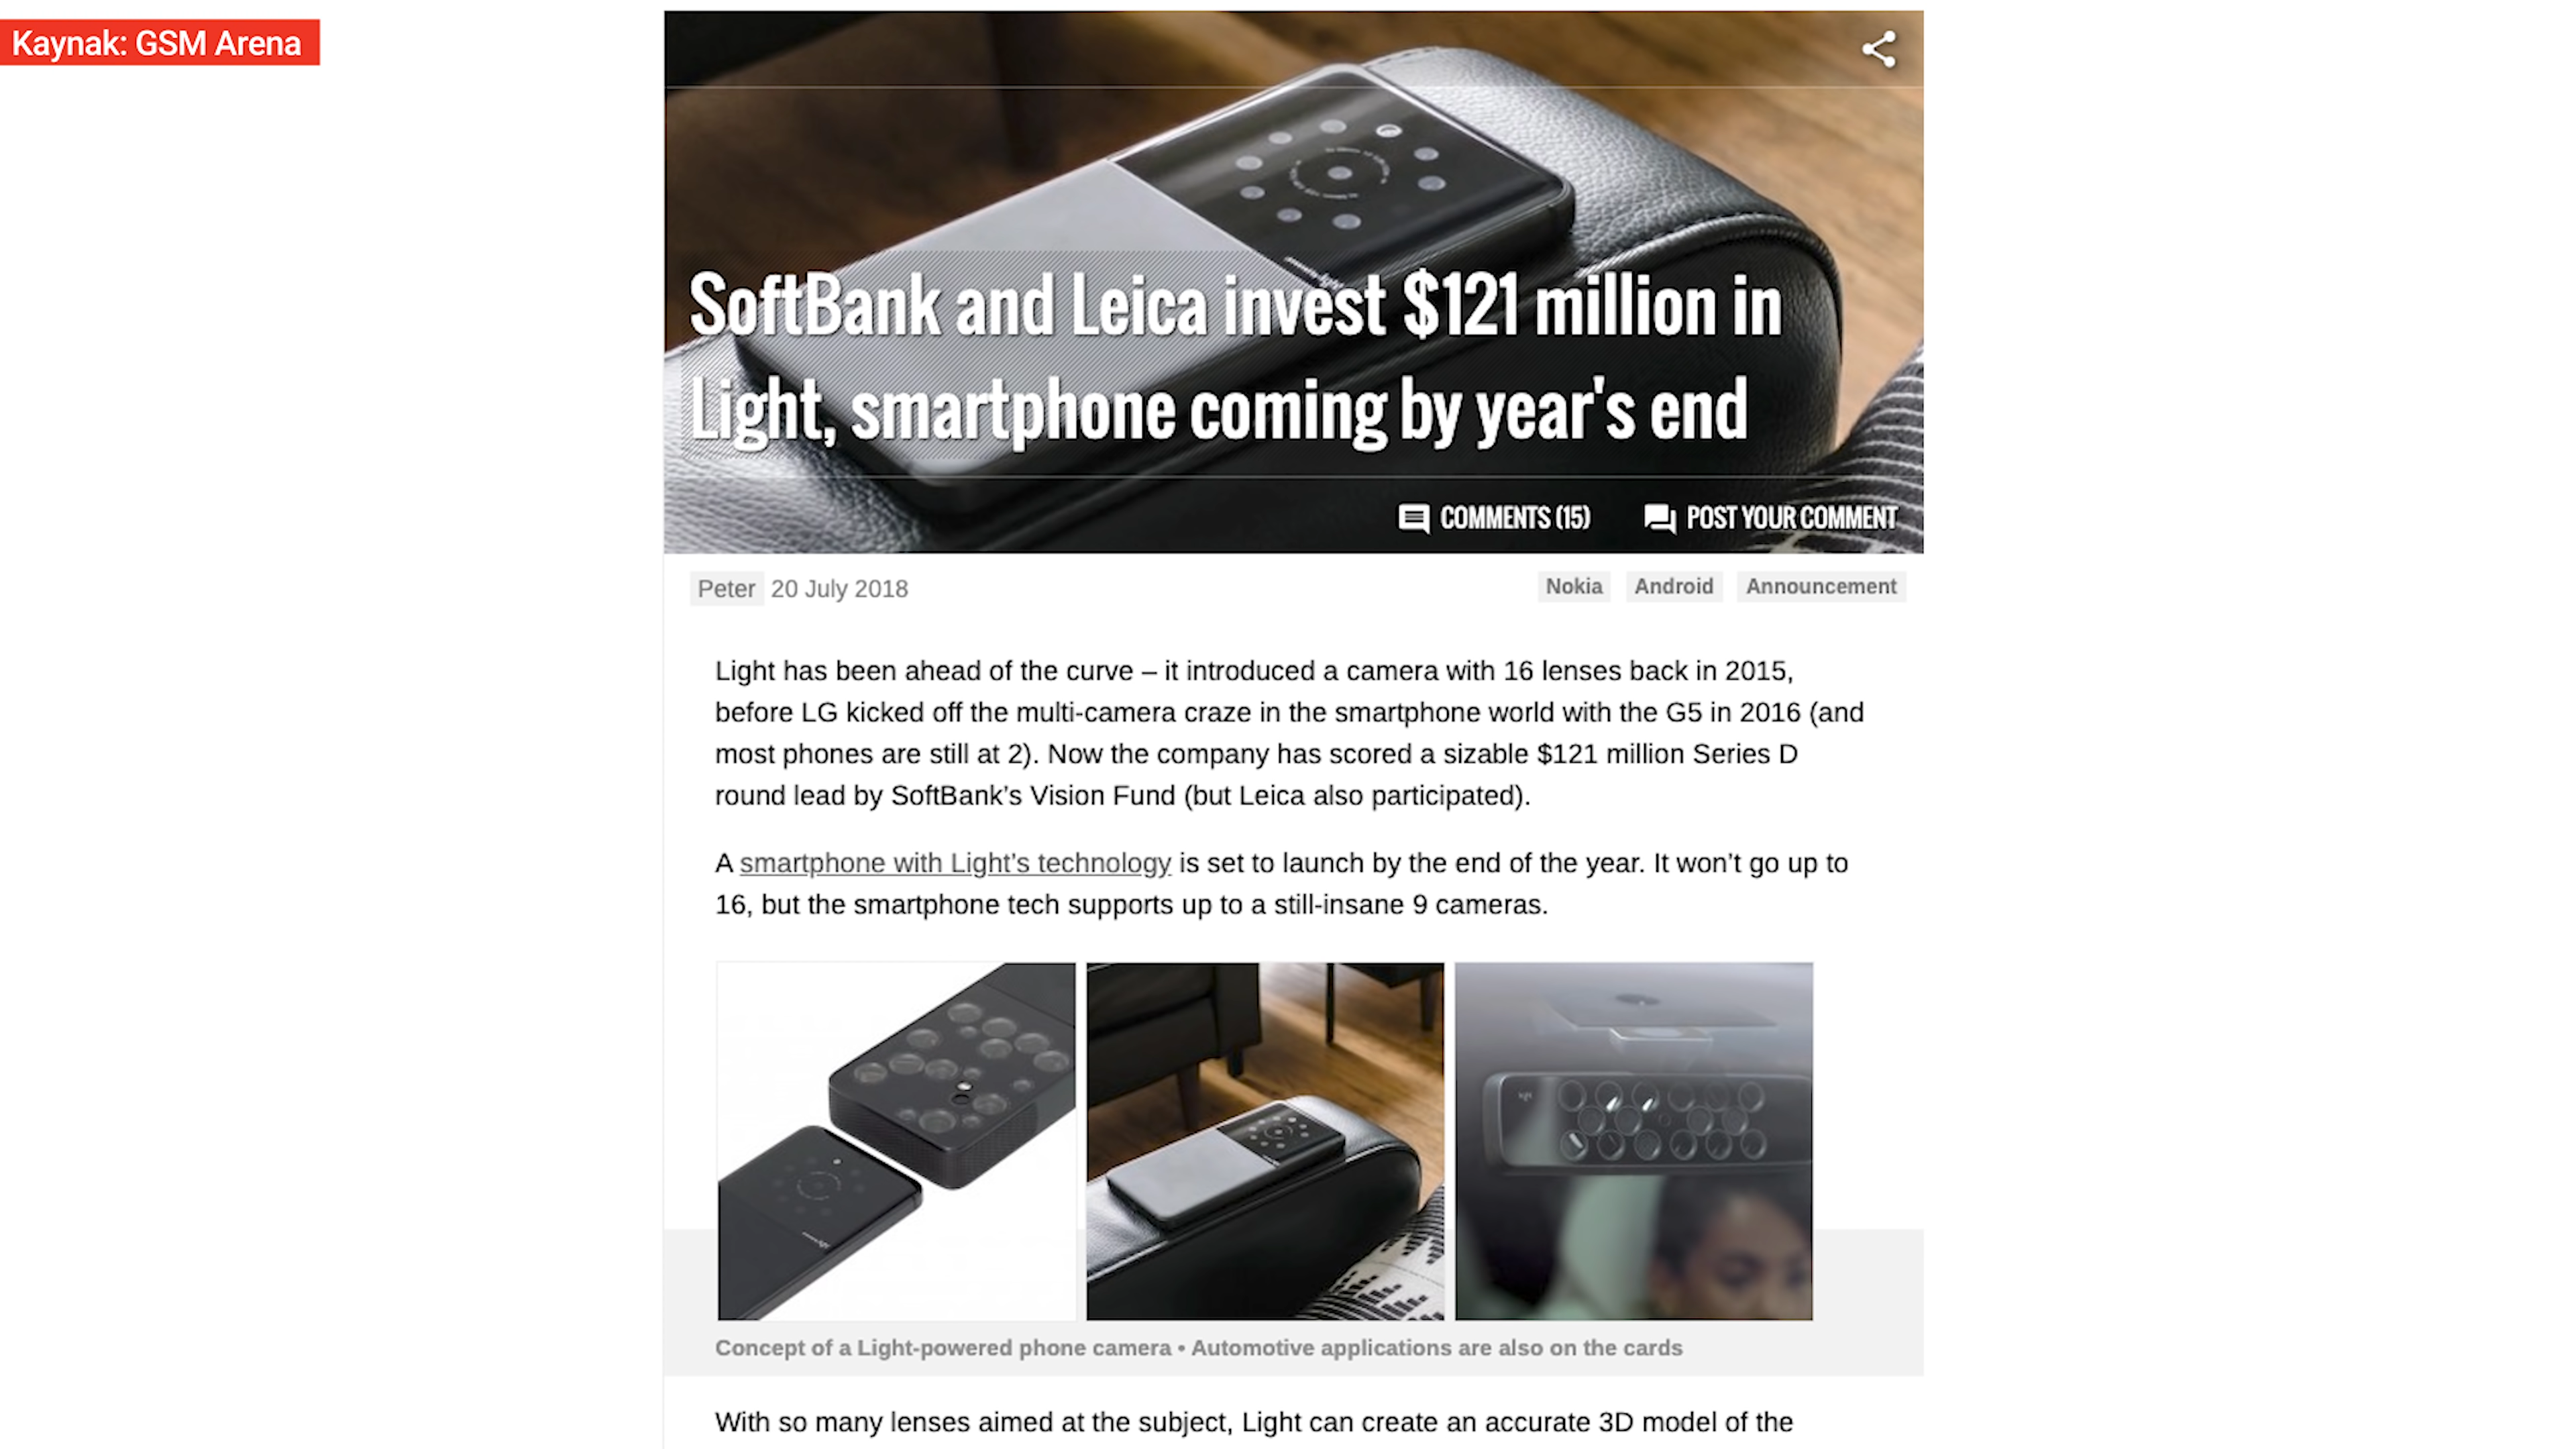 Kaynak: GSM Arena
SoftBank and Leica invest $121 million in
Light, smartphone coming by year's end
COMMENTS (15) POST YOUR COMMENT
Peter 20 July 2018 Nokia Android Announcement
Light has been ahead of the curve – it introduced a camera with 16 lenses back in 2015,
before LG kicked off the multi-camera craze in the smartphone world with the G5 in 2016 (and
most phones are still at 2). Now the company has scored a sizable $121 million Series D
round lead by SoftBank’s Vision Fund (but Leica also participated).
A smartphone with Light’s technology is set to launch by the end of the year. It won’t go up to
16, but the smartphone tech supports up to a still-insane 9 cameras.
Concept of a Light-powered phone camera • Automotive applications are also on the cards
With so many lenses aimed at the subject, Light can create an accurate 3D model of the